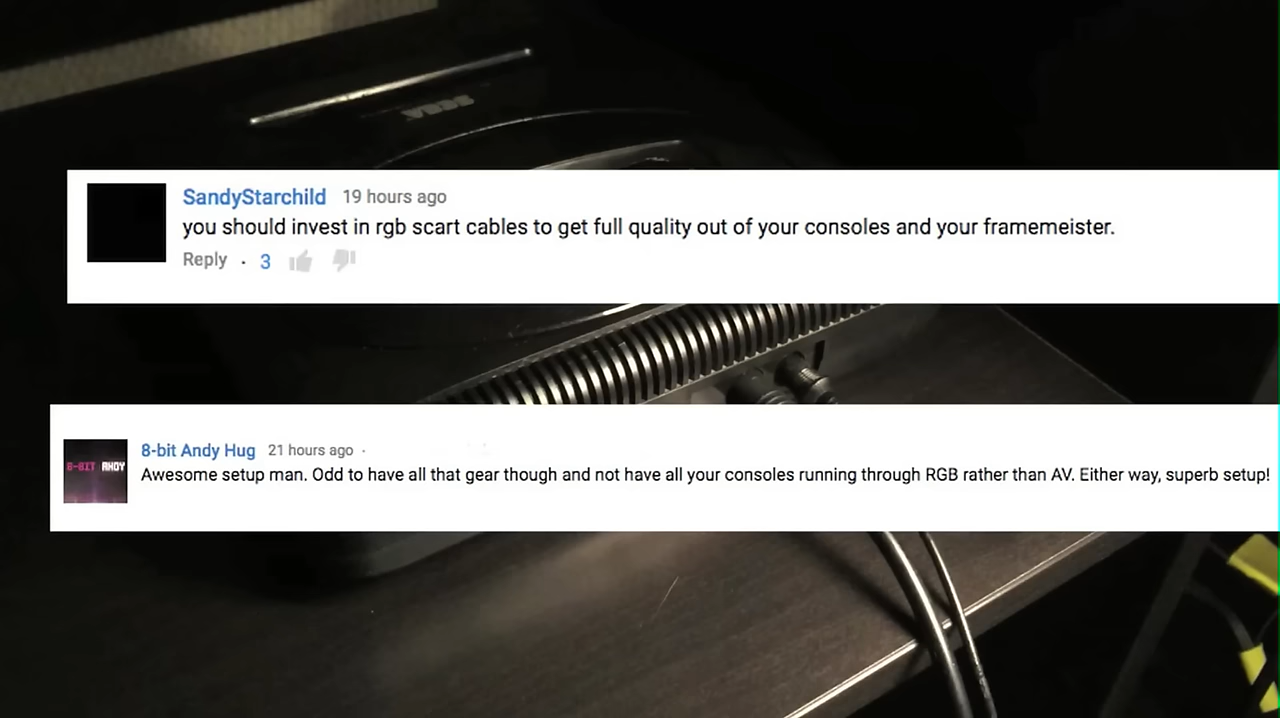 SEGA
SandyStarchild 19 hours ago
you should invest in rgb scart cables to get full quality out of your consoles and your framemeister.
Reply · 3
8-BIT ANDY
8-bit Andy Hug 21 hours ago ·
Awesome setup man. Odd to have all that gear though and not have all your consoles running through RGB rather than AV. Either way, superb setup!